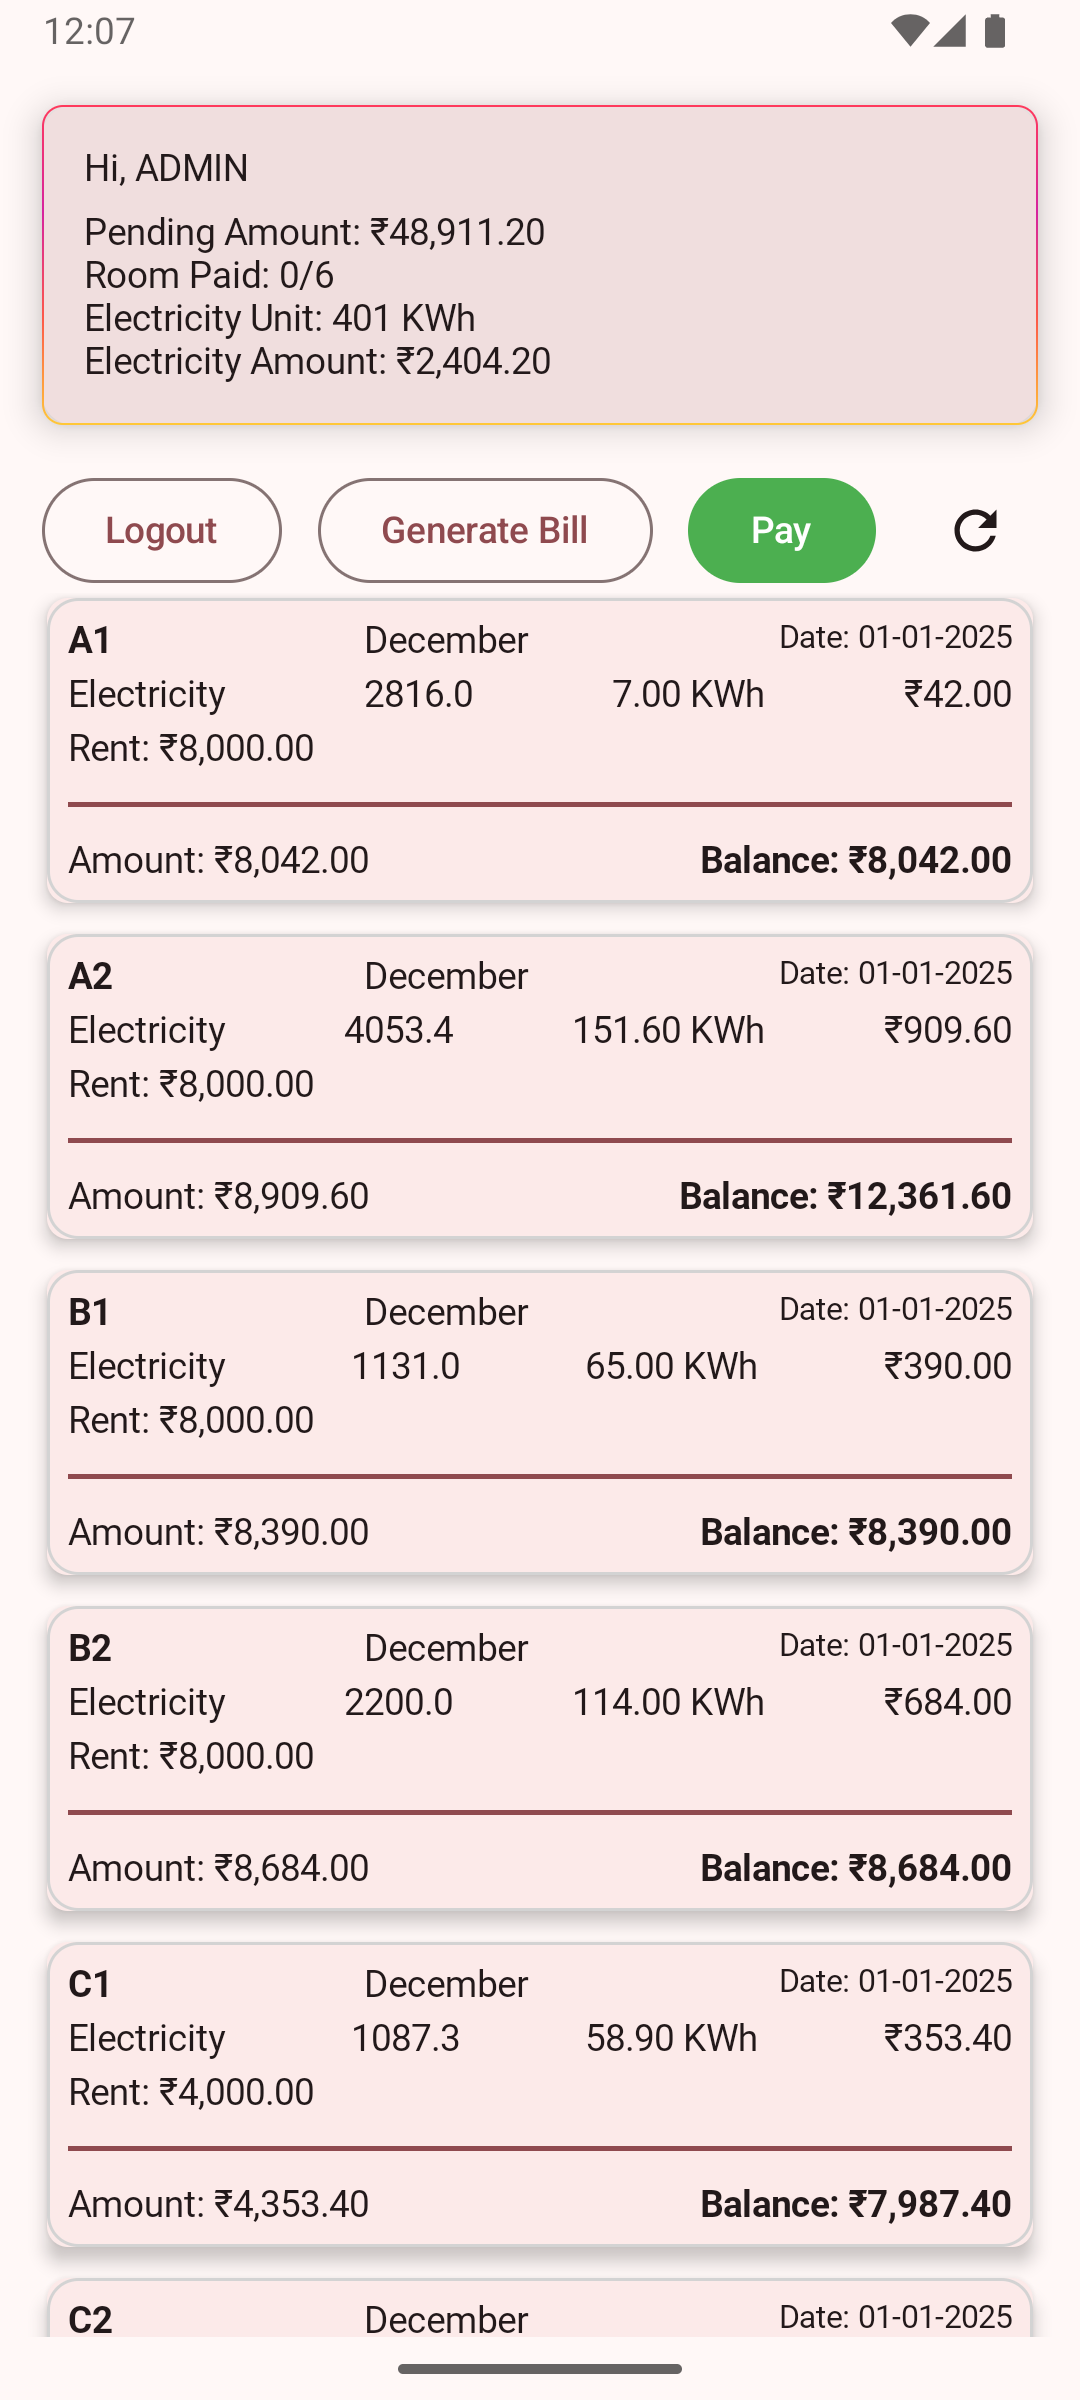 12:07
Hi, ADMIN
Pending Amount: ₹48,911.20
Room Paid: 0/6
Electricity Unit: 401 KWh
Electricity Amount: ₹2,404.20
Logout Generate Bill Pay
A1 December Date: 01-01-2025
Electricity 2816.0 7.00 KWh ₹42.00
Rent: ₹8,000.00
Amount: ₹8,042.00 Balance: ₹8,042.00
A2 December Date: 01-01-2025
Electricity 4053.4 151.60 KWh ₹909.60
Rent: ₹8,000.00
Amount: ₹8,909.60 Balance: ₹12,361.60
B1 December Date: 01-01-2025
Electricity 1131.0 65.00 KWh ₹390.00
Rent: ₹8,000.00
Amount: ₹8,390.00 Balance: ₹8,390.00
B2 December Date: 01-01-2025
Electricity 2200.0 114.00 KWh ₹684.00
Rent: ₹8,000.00
Amount: ₹8,684.00 Balance: ₹8,684.00
C1 December Date: 01-01-2025
Electricity 1087.3 58.90 KWh ₹353.40
Rent: ₹4,000.00
Amount: ₹4,353.40 Balance: ₹7,987.40
C2 December Date: 01-01-2025